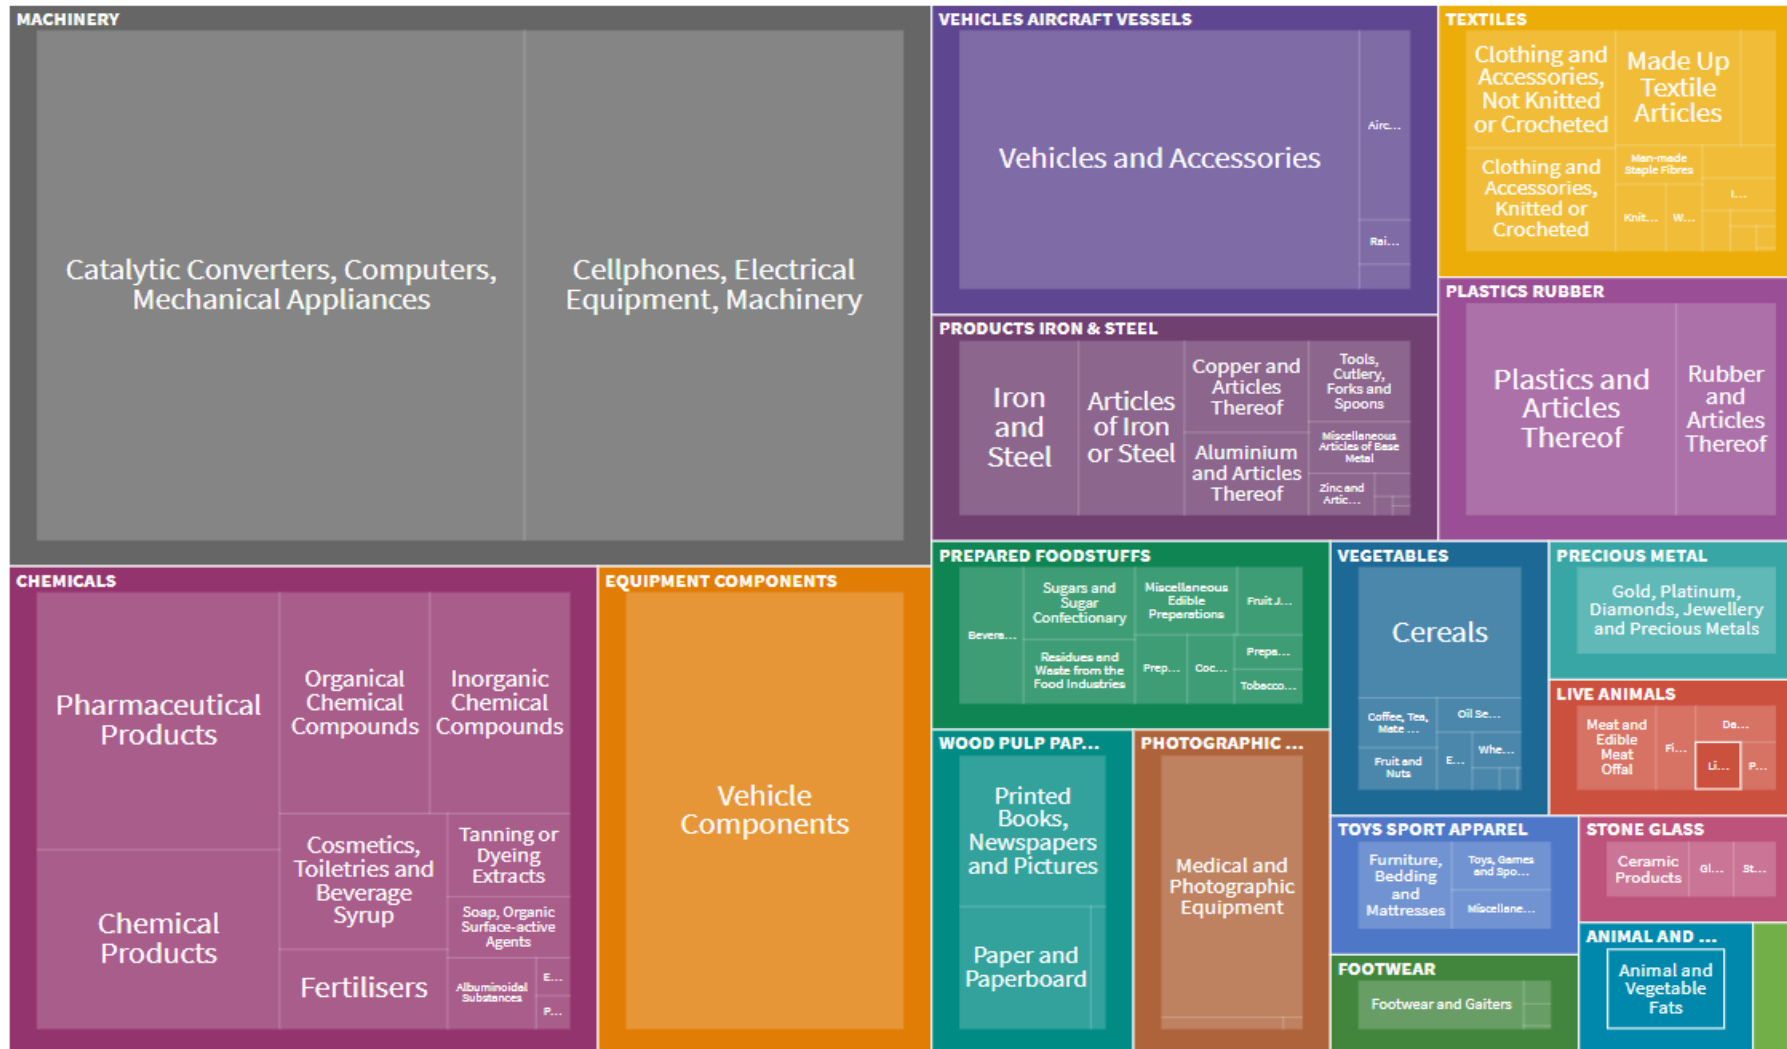 MACHINERY
Catalytic Converters, Computers,
Mechanical Appliances
Cellphones, Electrical
Equipment, Machinery
VEHICLES AIRCRAFT VESSELS
Vehicles and Accessories
Airc...
Rai...
TEXTILES
Clothing and
Accessories,
Not Knitted
or Crocheted
Made Up
Textile
Articles
Clothing and
Accessories,
Knitted or
Crocheted
Man-made
Staple Fibres
Knit...
W...
I...
PRODUCTS IRON & STEEL
Iron
and
Steel
Articles
of Iron
or Steel
Copper and
Articles
Thereof
Aluminium
and Articles
Thereof
Tools,
Cutlery,
Forks and
Spoons
Miscellaneous
Articles of Base
Metal
Zinc and
Artic...
PLASTICS RUBBER
Plastics and
Articles
Thereof
Rubber
and
Articles
Thereof
CHEMICALS
Pharmaceutical
Products
Chemical
Products
Organical
Chemical
Compounds
Inorganic
Chemical
Compounds
Cosmetics,
Toiletries and
Beverage
Syrup
Fertilisers
Tanning or
Dyeing
Extracts
Soap, Organic
Surface-active
Agents
Albuminoidal
Substances
E...
P...
EQUIPMENT COMPONENTS
Vehicle
Components
PREPARED FOODSTUFFS
Bevera...
Sugars and
Sugar
Confectionary
Residues and
Waste from the
Food Industries
Miscellaneous
Edible
Preparations
Fruit J...
Prep...
Coc...
Prepa...
Tobacco...
VEGETABLES
Cereals
Coffee, Tea,
Mate ...
Fruit and
Nuts
Oil Se...
E...
Whe...
PRECIOUS METAL
Gold, Platinum,
Diamonds, Jewellery
and Precious Metals
LIVE ANIMALS
Meat and
Edible
Meat
Offal
Fi...
Da...
Li...
P...
WOOD PULP PAP...
Printed
Books,
Newspapers
and Pictures
Paper and
Paperboard
PHOTOGRAPHIC ...
Medical and
Photographic
Equipment
TOYS SPORT APPAREL
Furniture,
Bedding
and
Mattresses
Toys, Games
and Spo...
Miscellane...
STONE GLASS
Ceramic
Products
Gl...
St...
FOOTWEAR
Footwear and Gaiters
ANIMAL AND ...
Animal and
Vegetable
Fats